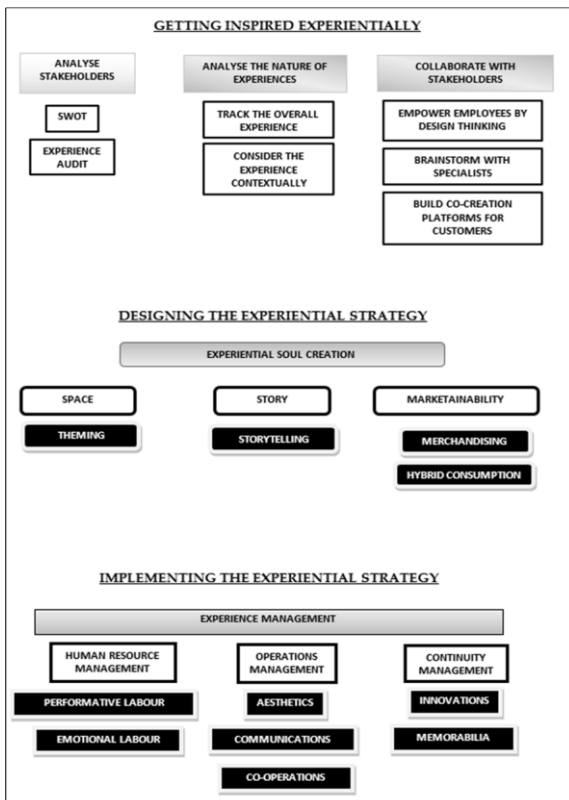 GETTING INSPIRED EXPERIENTIALLY
ANALYSE
STAKEHOLDERS
SWOT
EXPERIENCE
AUDIT
ANALYSE THE NATURE OF
EXPERIENCES
TRACK THE OVERALL
EXPERIENCE
CONSIDER THE
EXPERIENCE
CONTEXTUALLY
COLLABORATE WITH
STAKEHOLDERS
EMPOWER EMPLOYEES BY
DESIGN THINKING
BRAINSTORM WITH
SPECIALISTS
BUILD CO-CREATION
PLATFORMS FOR
CUSTOMERS
DESIGNING THE EXPERIENTIAL STRATEGY
EXPERIENTIAL SOUL CREATION
SPACE
THEMING
STORY
STORYTELLING
MARKETAINABILITY
MERCHANDISING
HYBRID CONSUMPTION
IMPLEMENTING THE EXPERIENTIAL STRATEGY
EXPERIENCE MANAGEMENT
HUMAN RESOURCE
MANAGEMENT
PERFORMATIVE LABOUR
EMOTIONAL LABOUR
OPERATIONS
MANAGEMENT
AESTHETICS
COMMUNICATIONS
CO-OPERATIONS
CONTINUITY
MANAGEMENT
INNOVATIONS
MEMORABILIA